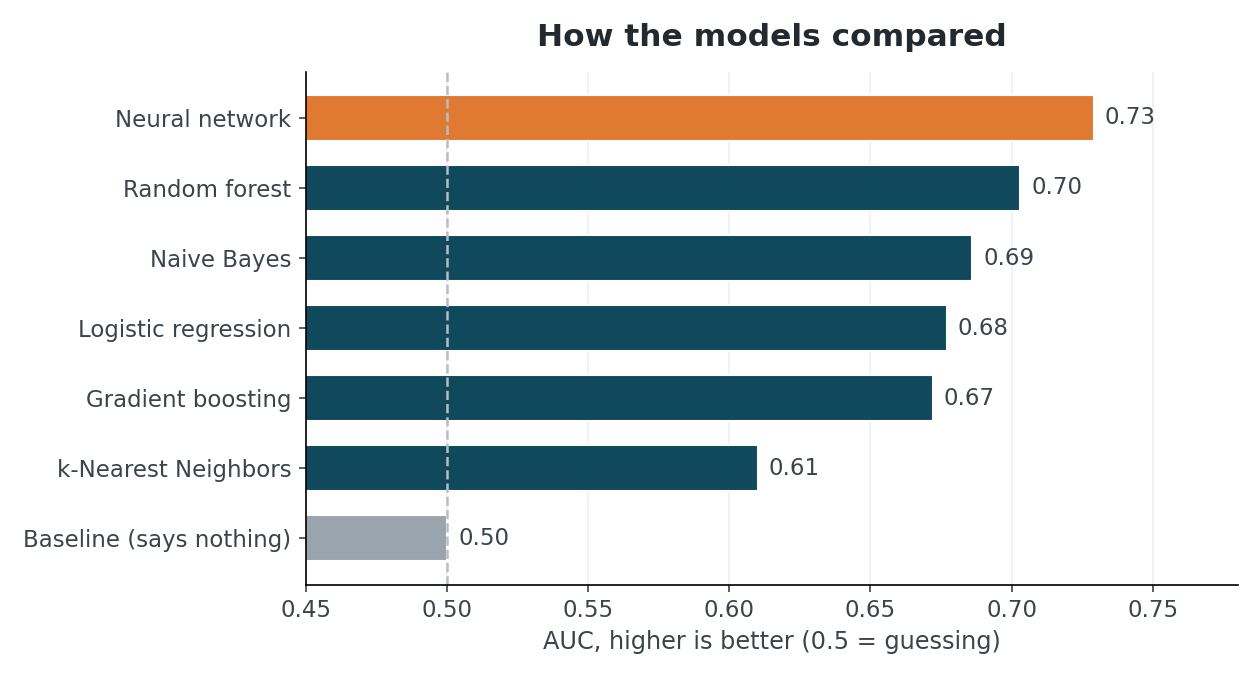 How the models compared
Neural network 0.73
Random forest 0.70
Naive Bayes 0.69
Logistic regression 0.68
Gradient boosting 0.67
k-Nearest Neighbors 0.61
Baseline (says nothing) 0.50
0.45 0.50 0.55 0.60 0.65 0.70 0.75
AUC, higher is better (0.5 = guessing)